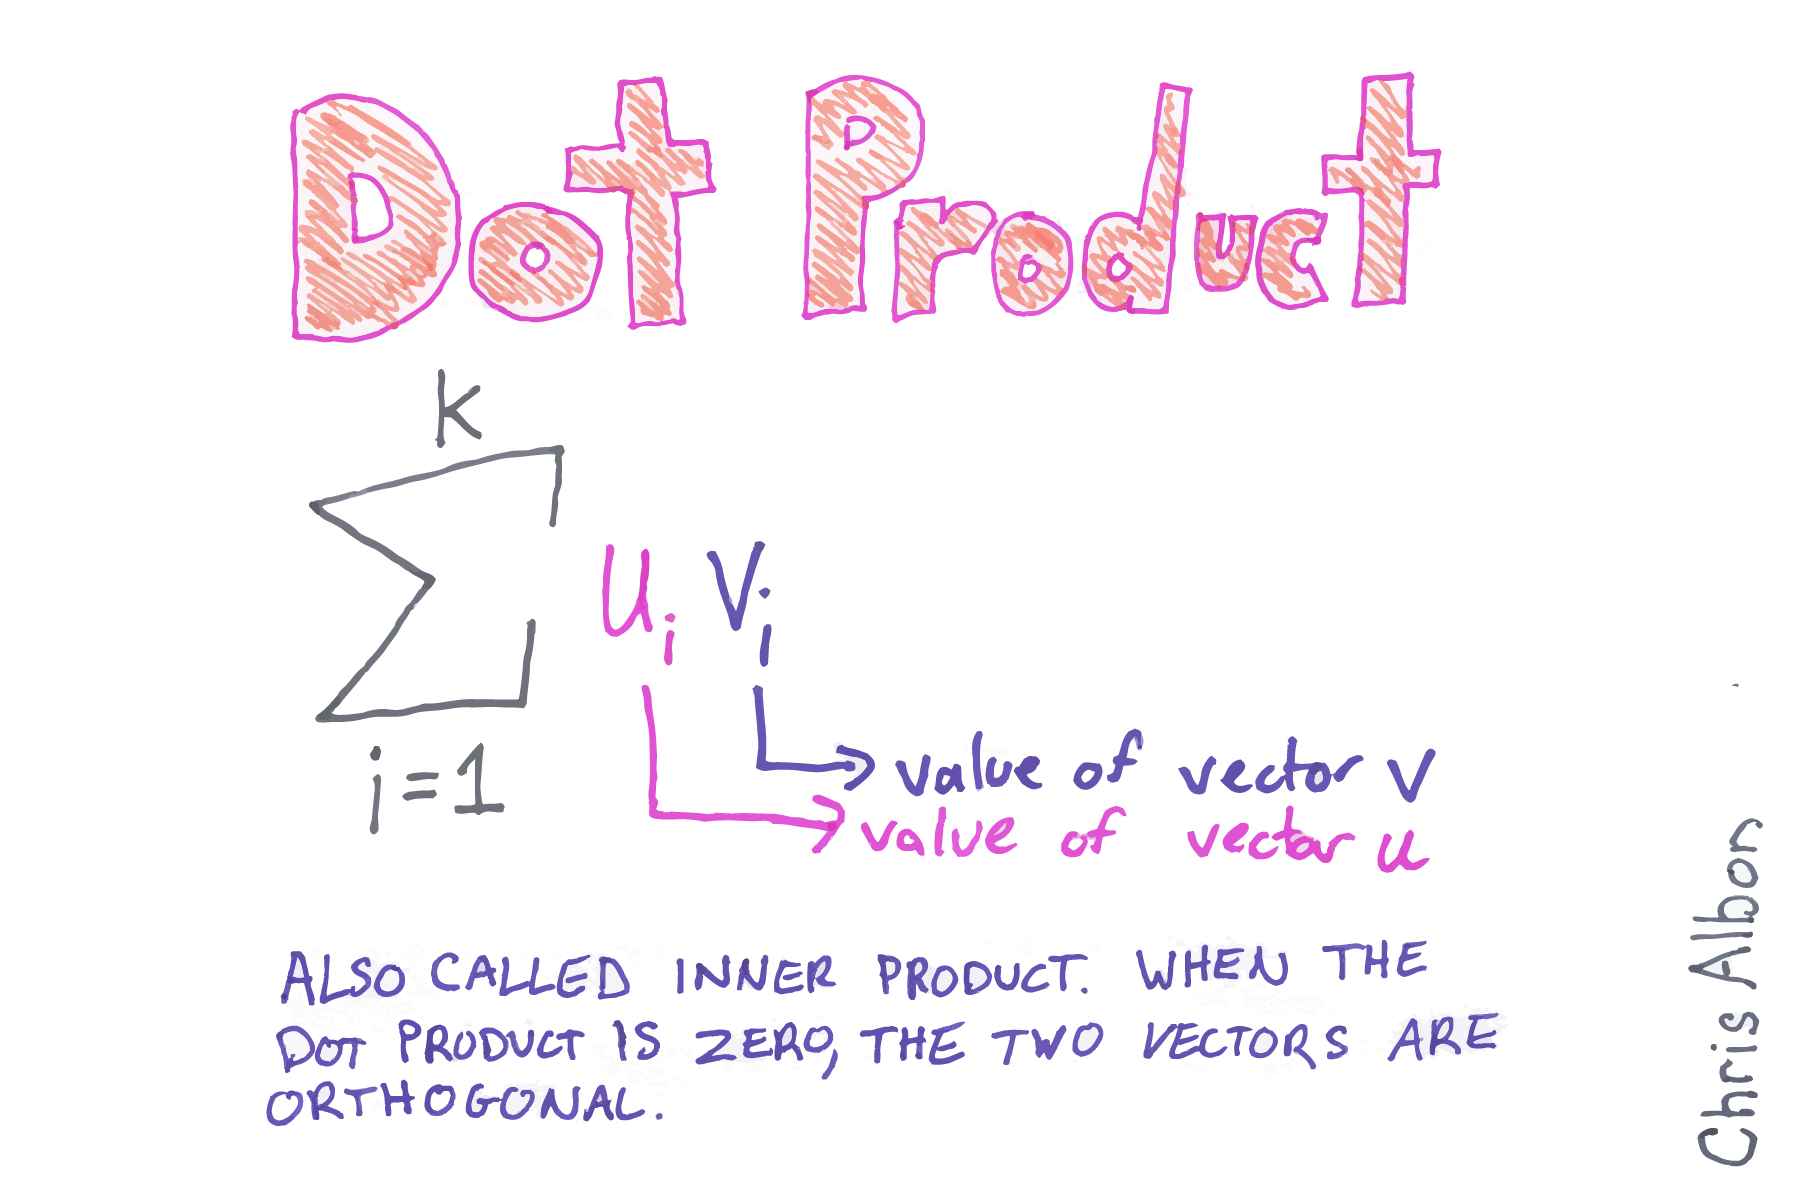 Dot Product
k
Σ u_i v_i
i=1
value of vector v
value of vector u
ALSO CALLED INNER PRODUCT. WHEN THE
DOT PRODUCT IS ZERO, THE TWO VECTORS ARE
ORTHOGONAL.
Chris Albon